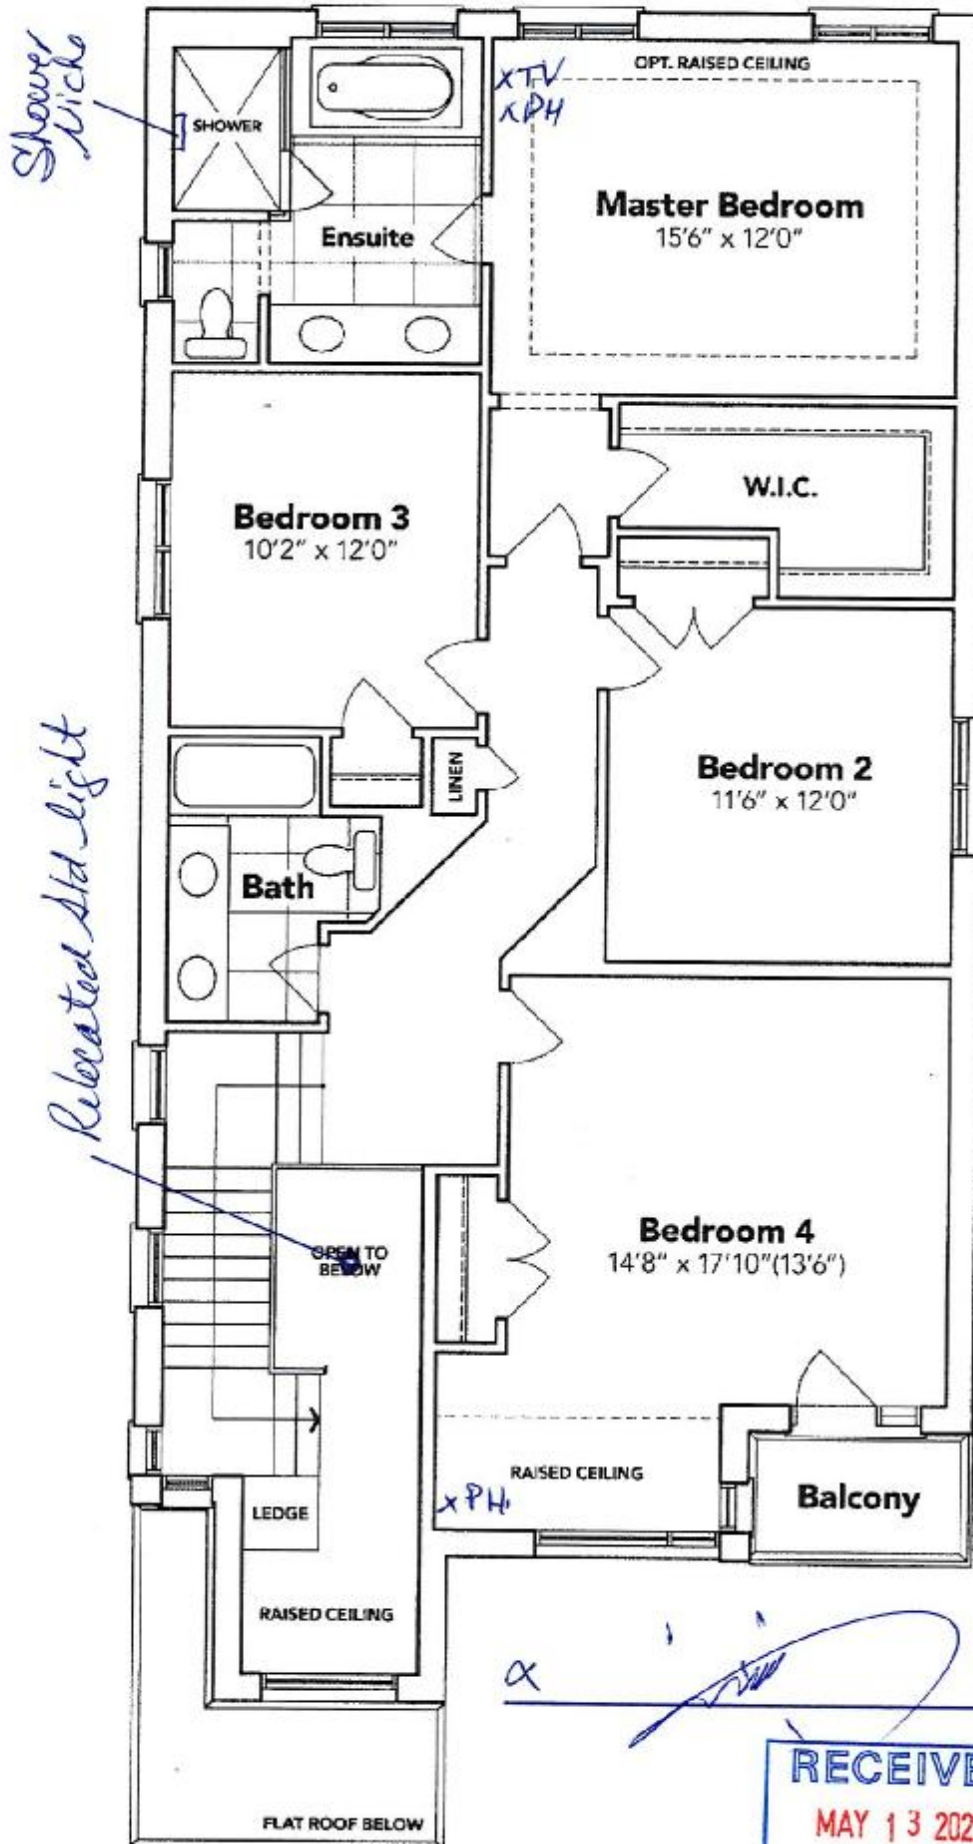 Shower
Niche
SHOWER
xTV
xPH
OPT. RAISED CEILING
Master Bedroom
15'6" x 12'0"
Ensuite
W.I.C.
Bedroom 3
10'2" x 12'0"
LINEN
Bedroom 2
11'6" x 12'0"
Bath
Relocated Std light
OPEN TO
BELOW
Bedroom 4
14'8" x 17'10"(13'6")
RAISED CEILING
xPH.
Balcony
LEDGE
RAISED CEILING
x
RECEIVE
MAY 13 202
FLAT ROOF BELOW